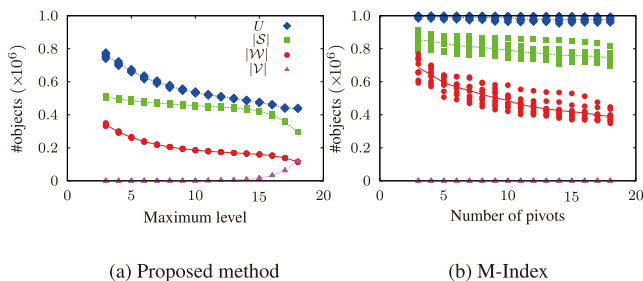 #objects (×10⁶)
1.0
0.8
0.6
0.4
0.2
0
0 5 10 15 20
Maximum level
U
|S|
|W|
|V|
(a) Proposed method
#objects (×10⁶)
1.0
0.8
0.6
0.4
0.2
0
0 5 10 15 20
Number of pivots
(b) M-Index